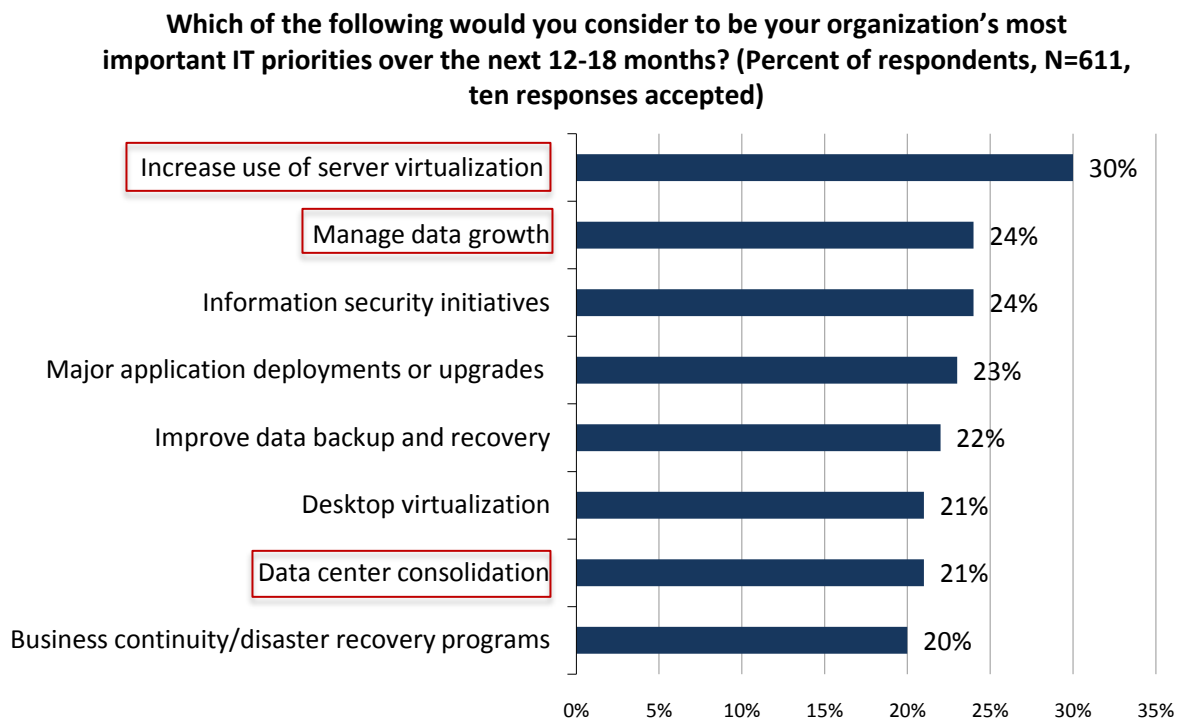 Which of the following would you consider to be your organization’s most
important IT priorities over the next 12-18 months? (Percent of respondents, N=611,
ten responses accepted)
Increase use of server virtualization 30%
Manage data growth 24%
Information security initiatives 24%
Major application deployments or upgrades 23%
Improve data backup and recovery 22%
Desktop virtualization 21%
Data center consolidation 21%
Business continuity/disaster recovery programs 20%
0% 5% 10% 15% 20% 25% 30% 35%